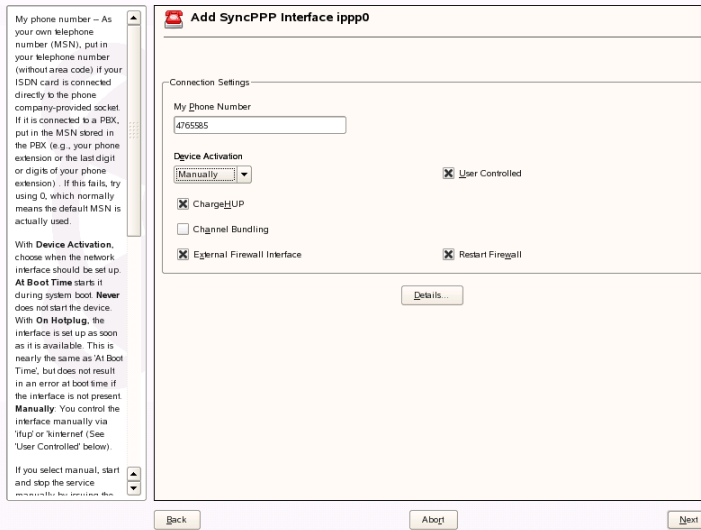 My phone number — As
your own telephone
number (MSN), put in
your telephone number
(without area code) if your
ISDN card is connected
directly to the phone
company-provided socket.
If it is connected to a PBX,
put in the MSN stored in
the PBX (e.g., your phone
extension or the last digit
or digits of your phone
extension) . If this fails, try
using 0, which normally
means the default MSN is
actually used.
With Device Activation,
choose when the network
interface should be set up.
At Boot Time starts it
during system boot. Never
does not start the device.
With On Hotplug, the
interface is set up as soon
as it is available. This is
nearly the same as 'At Boot
Time', but does not result
in an error at boot time if
the interface is not present.
Manually: You control the
interface manually via
'ifup' or 'kinternet' (See
'User Controlled' below).
If you select manual, start
and stop the service
manually by issuing the
Add SyncPPP Interface ippp0
Connection Settings
My Phone Number
4765585
Device Activation
Manually
User Controlled
ChargeHUP
Channel Bundling
External Firewall Interface
Restart Firewall
Details...
Back
Abort
Next